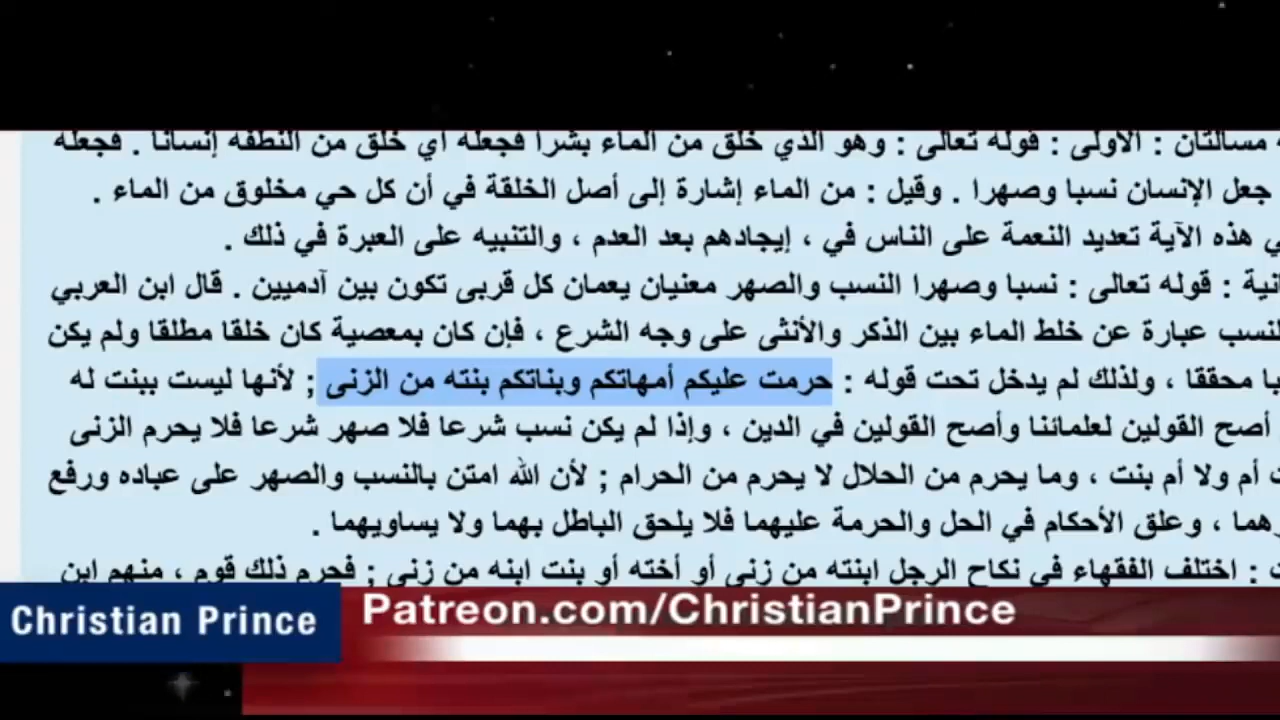 مسألتان : الأولى : قوله تعالى : وهو الذي خلق من الماء بشرا فجعله أي خلق من النطفة إنسانا . فجعله
جعل الإنسان نسبا وصهرا . وقيل : من الماء إشارة إلى أصل الخلقة في أن كل حي مخلوق من الماء .
هذه الآية تعديد النعمة على الناس في ، إيجادهم بعد العدم ، والتنبيه على العبرة في ذلك .
: قوله تعالى : نسبا وصهرا النسب والصهر معنيان يعمان كل قربى تكون بين آدميين . قال ابن العربي
عبارة عن خلط الماء بين الذكر والأنثى على وجه الشرع ، فإن كان بمعصية كان خلقا مطلقا ولم يكن
محققا ، ولذلك لم يدخل تحت قوله : حرمت عليكم أمهاتكم وبناتكم بنته من الزنى ; لأنها ليست ببنت له
أصح القولين لعلمائنا وأصح القولين في الدين ، وإذا لم يكن نسب شرعا فلا صهر شرعا فلا يحرم الزنى
أم ولا أم بنت ، وما يحرم من الحلال لا يحرم من الحرام ; لأن الله امتن بالنسب والصهر على عباده ورفع
، وعلق الأحكام في الحل والحرمة عليهما فلا يلحق الباطل بهما ولا يساويهما .
: اختلف الفقهاء في نكاح الرجل ابنته من زنى أو أخته أو بنت ابنه من زنى ; فحرم ذلك قوم ، منهم ابن
Christian Prince
Patreon.com/ChristianPrince